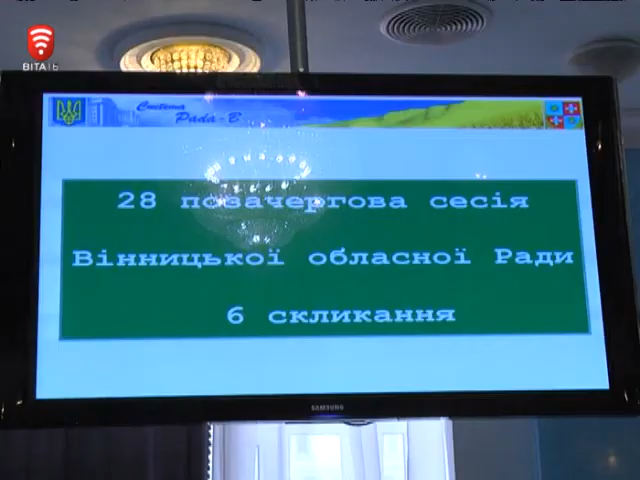 ВІТА
Система
Рада-В
28 позачергова сесія
Вінницької обласної Ради
6 скликання
SAMSUNG